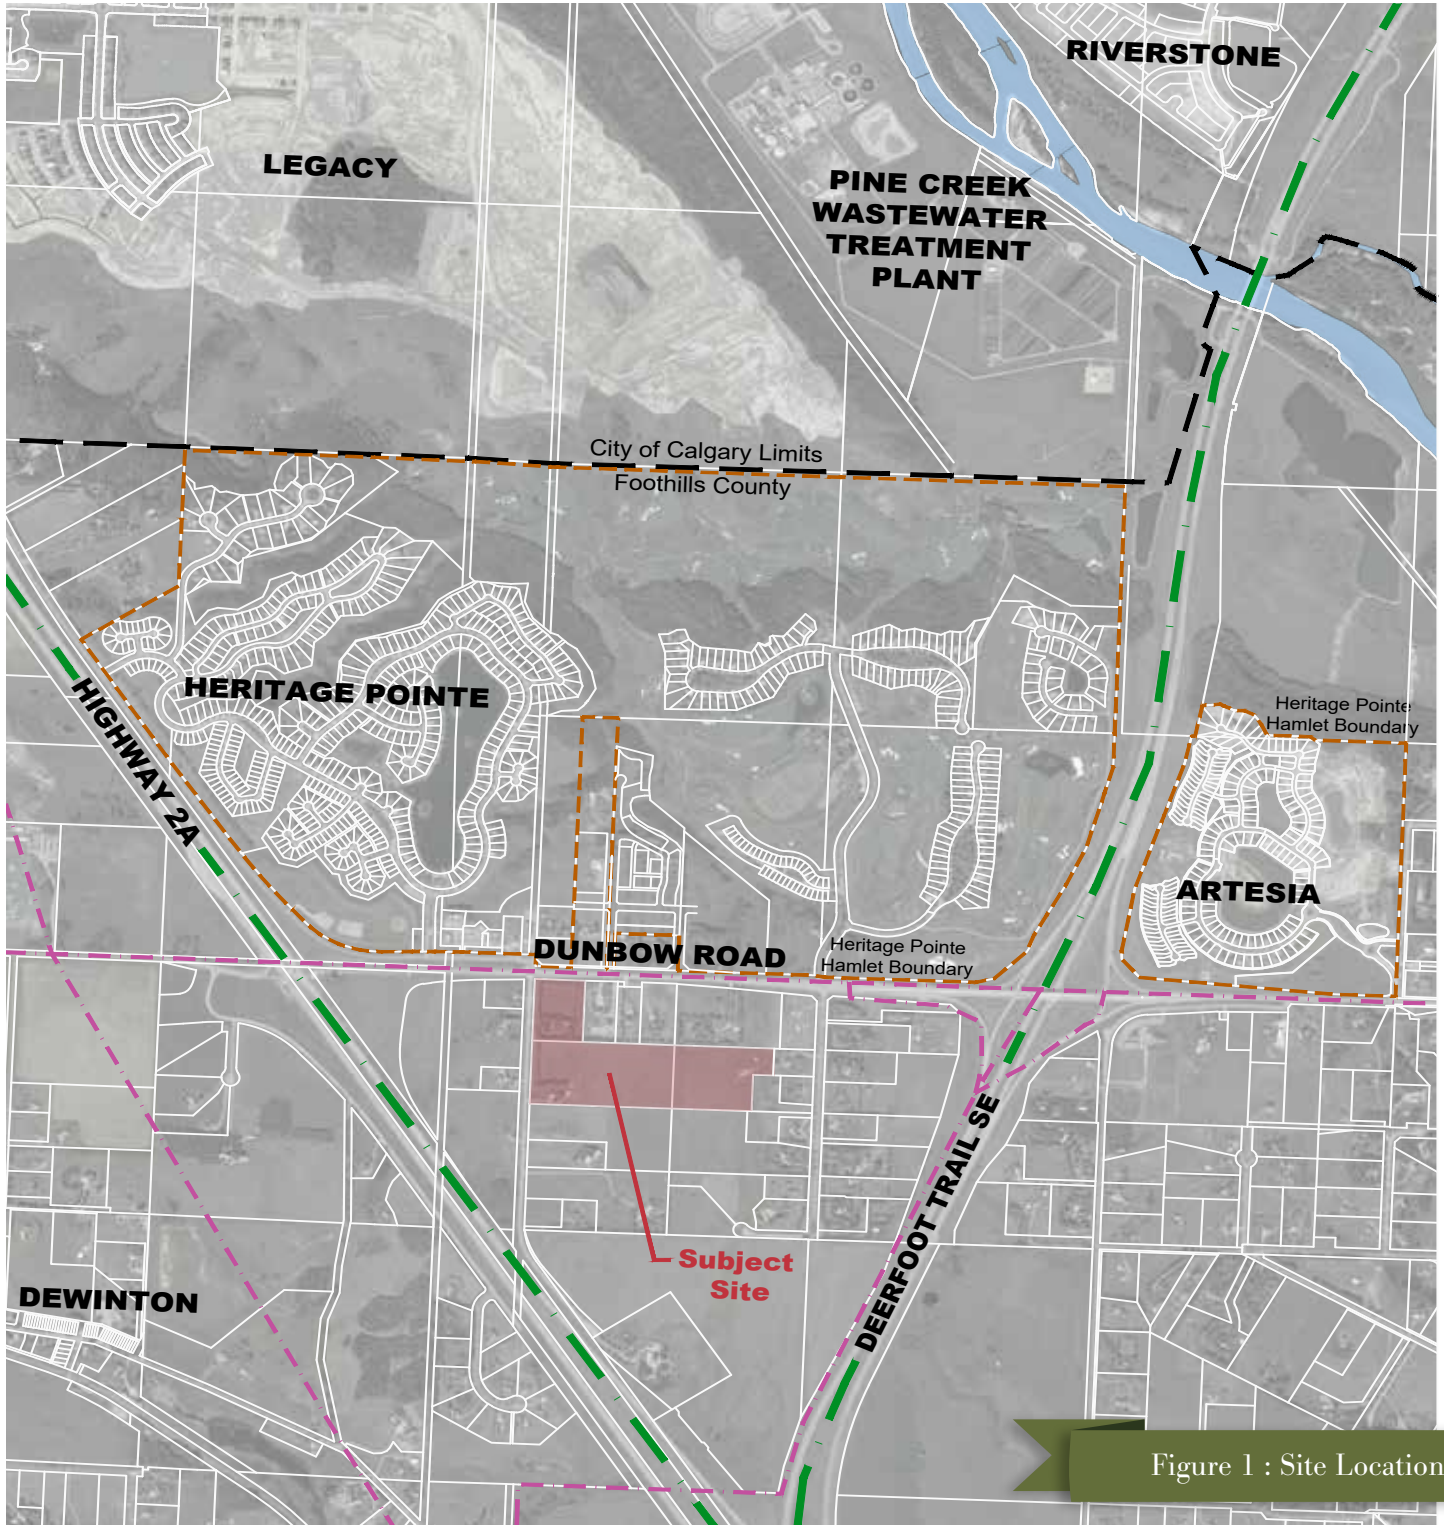 RIVERSTONE
LEGACY
PINE CREEK
WASTEWATER
TREATMENT
PLANT
City of Calgary Limits
Foothills County
HERITAGE POINTE
HIGHWAY 2A
Heritage Pointe
Hamlet Boundary
ARTESIA
DUNBOW ROAD
Heritage Pointe
Hamlet Boundary
DEERFOOT TRAIL SE
Subject
Site
DEWINTON
Figure 1 : Site Location